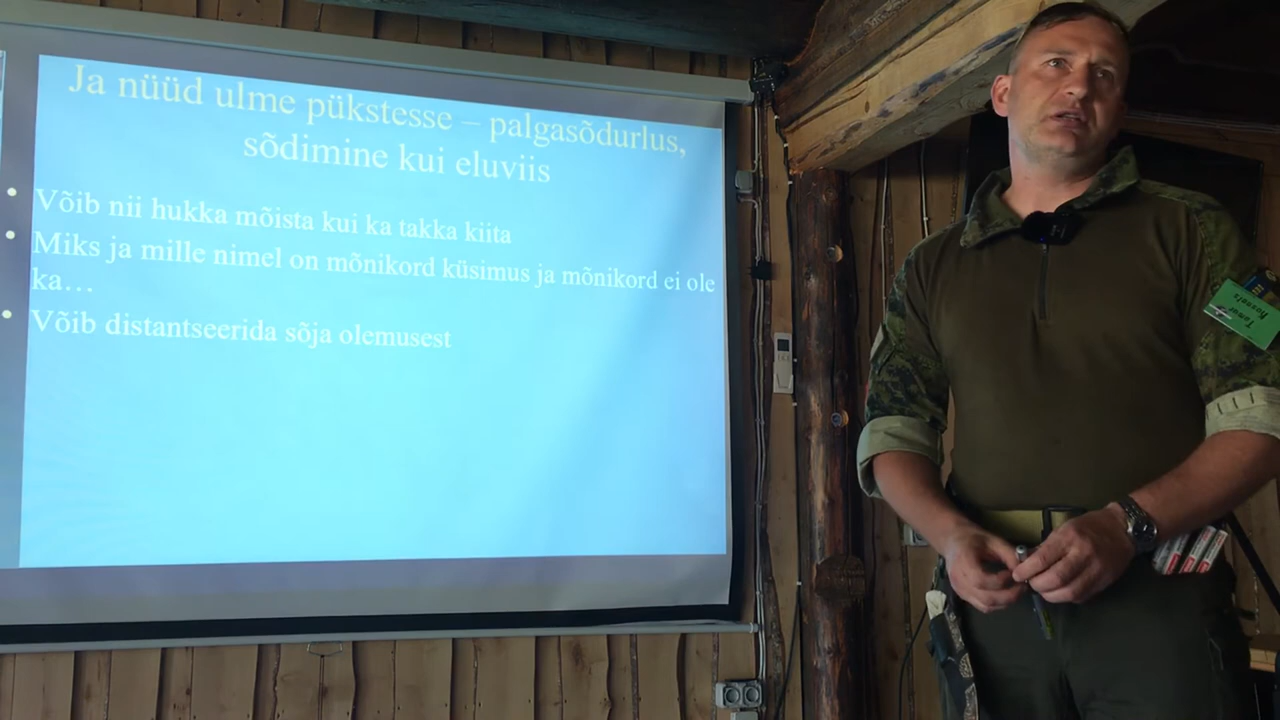 Ja nüüd ulme pükstesse – palgasõdurlus,
sõdimine kui eluviis
• Võib nii hukka mõista kui ka takka kiita
• Miks ja mille nimel on mõnikord küsimus ja mõnikord ei ole
ka…
• Võib distantseerida sõja olemusest